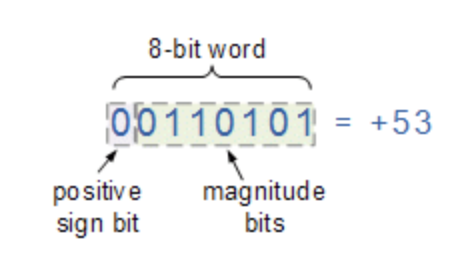 8-bit word
00110101 = +53
positive
sign bit
magnitude
bits